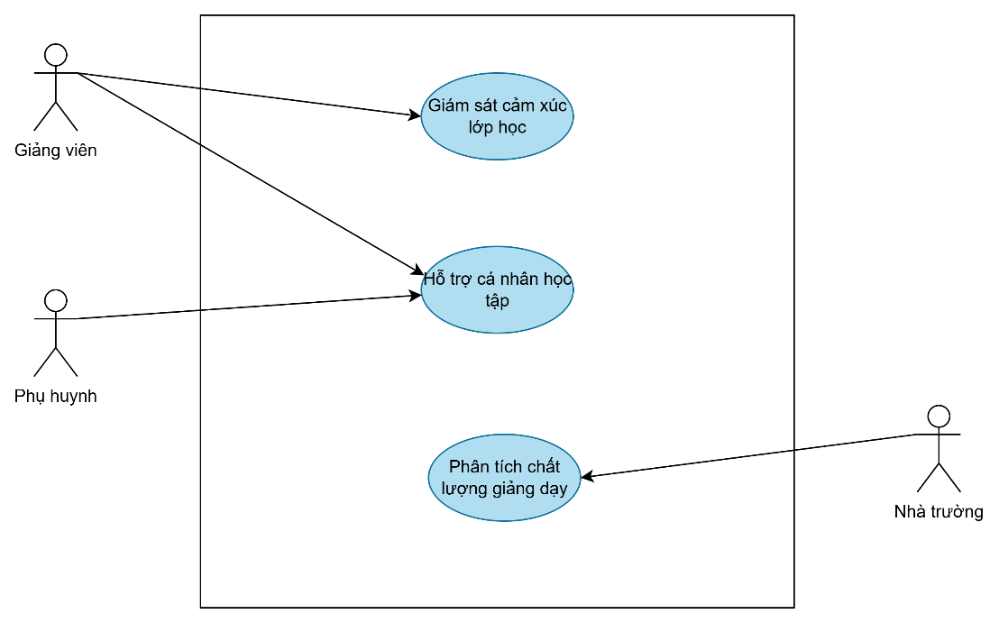 Giám sát cảm xúc
lớp học
Giảng viên
Hỗ trợ cá nhân học
tập
Phụ huynh
Phân tích chất
lượng giảng dạy
Nhà trường